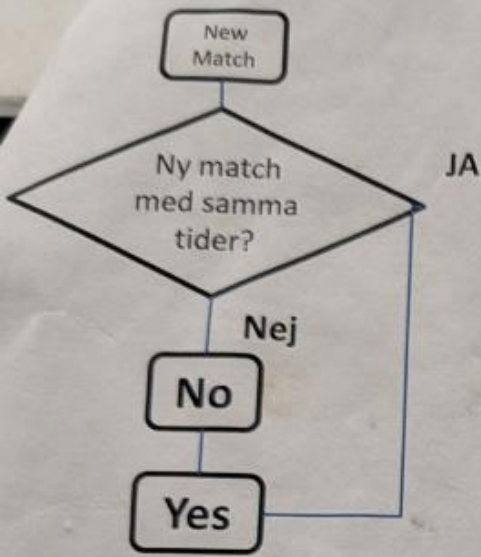 New
Match
Ny match
med samma
tider?
JA
Nej
No
Yes